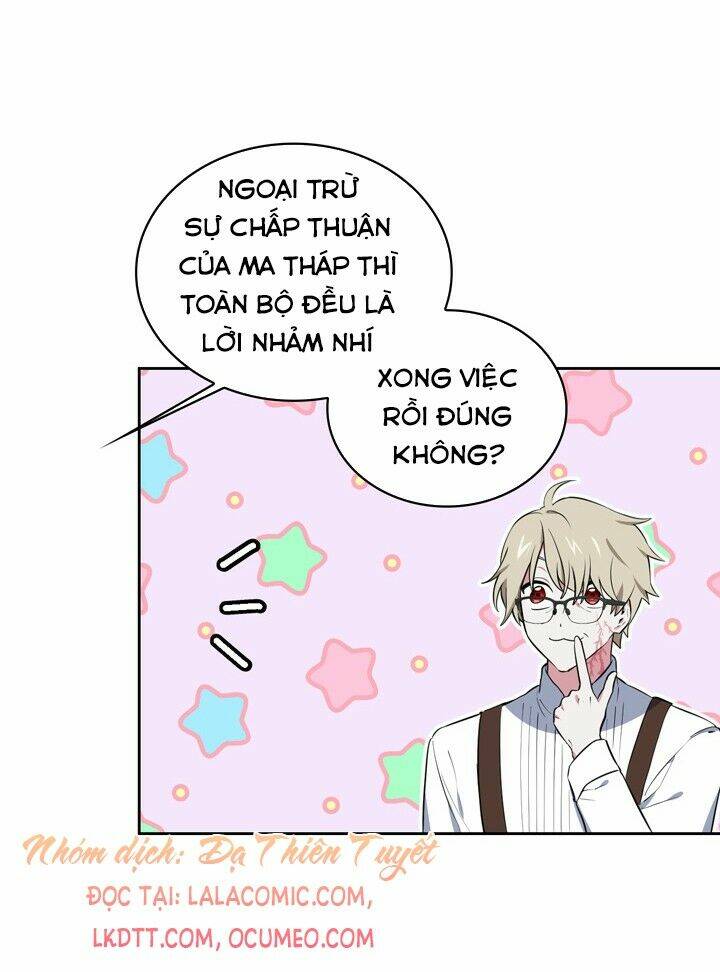 NGOẠI TRỪ
SỰ CHẤP THUẬN
CỦA MA THÁP THÌ
TOÀN BỘ ĐỀU LÀ
LỜI NHẢM NHÍ
XONG VIỆC
RỒI ĐÚNG
KHÔNG?
Nhóm dịch: Dạ Thiên Tuyết
ĐỌC TẠI: LALACOMIC.COM,
LKDTT.COM, OCUMEO.COM